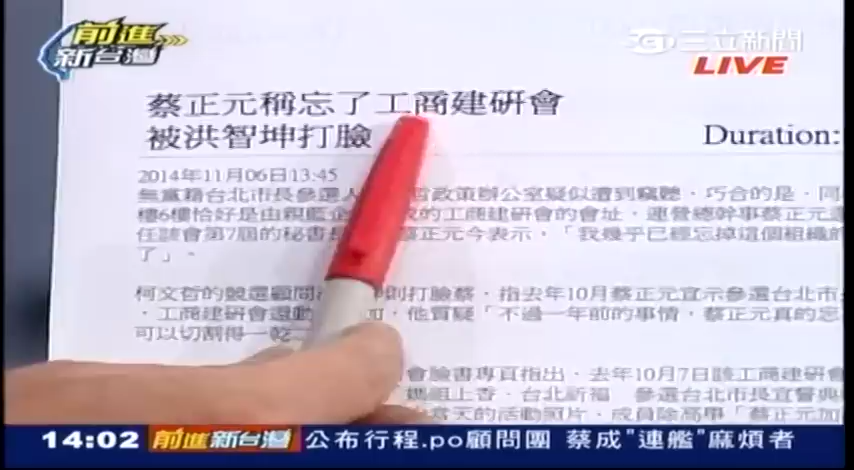 前進
新台灣
三立新聞
LIVE
蔡正元稱忘了工商建研會
被洪智坤打臉
Duration:
2014年11月06日13:45
無黨籍台北市長參選人 哲政策辦公室疑似遭到竊聽，巧合的是，同
樓6樓恰好是由親藍企 的工商建研會的會址，連營總幹事蔡正元
任該會第7屆的秘書長 蔡正元今表示，「我幾乎已經忘掉這個組織的
了」。
柯文哲的競選顧問 則打臉蔡，指去年10月蔡正元宣示參選台北市
，工商建研會還動 加，他質疑「不過一年前的事情，蔡正元真的忘
可以切割得一乾
會臉書專頁指出，去年10月7日該工商建研會
媽祖上香，台北新福 參選台北市長宣誓典
當天的活動照片，成員除高舉「蔡正元加
14:02 前進新台灣 公布行程.po顧問團 蔡成"連艦"麻煩者